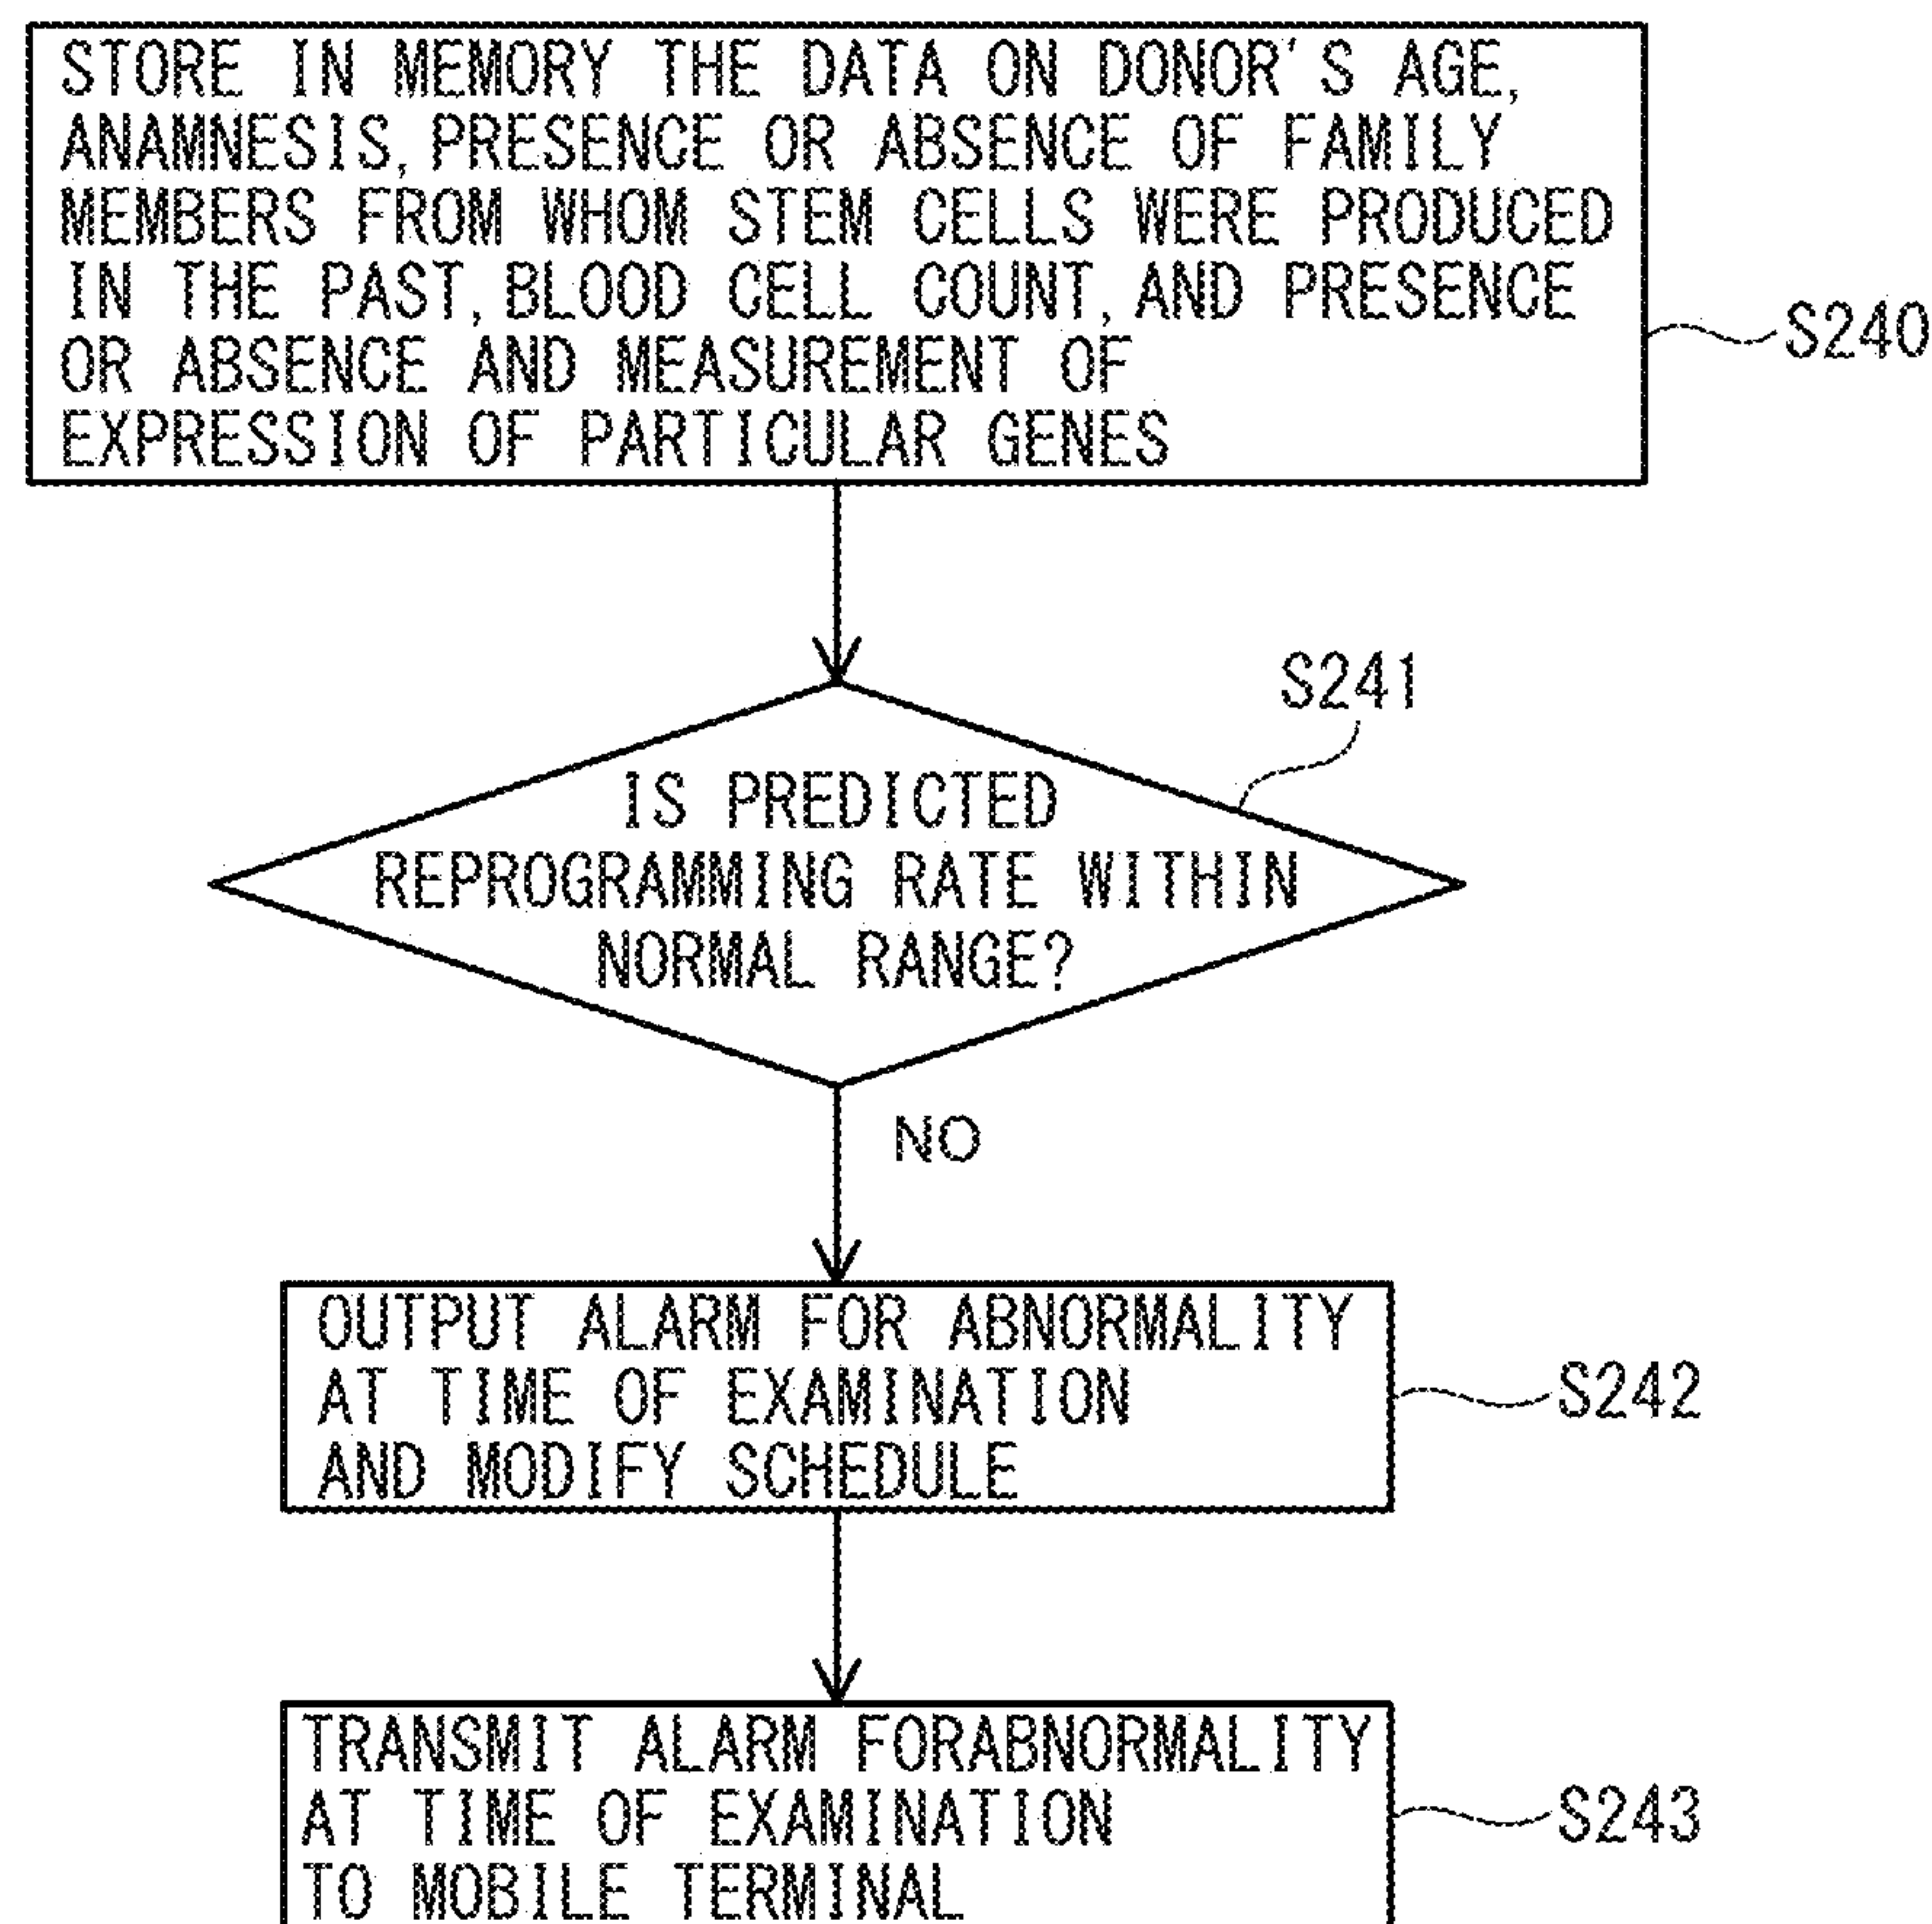 STORE IN MEMORY THE DATA ON DONOR'S AGE,
ANAMNESIS, PRESENCE OR ABSENCE OF FAMILY
MEMBERS FROM WHOM STEM CELLS WERE PRODUCED
IN THE PAST, BLOOD CELL COUNT, AND PRESENCE
OR ABSENCE AND MEASUREMENT OF
EXPRESSION OF PARTICULAR GENES
S240
S241
IS PREDICTED
REPROGRAMMING RATE WITHIN
NORMAL RANGE?
NO
OUTPUT ALARM FOR ABNORMALITY
AT TIME OF EXAMINATION
AND MODIFY SCHEDULE
S242
TRANSMIT ALARM FORABNORMALITY
AT TIME OF EXAMINATION
TO MOBILE TERMINAL
S243